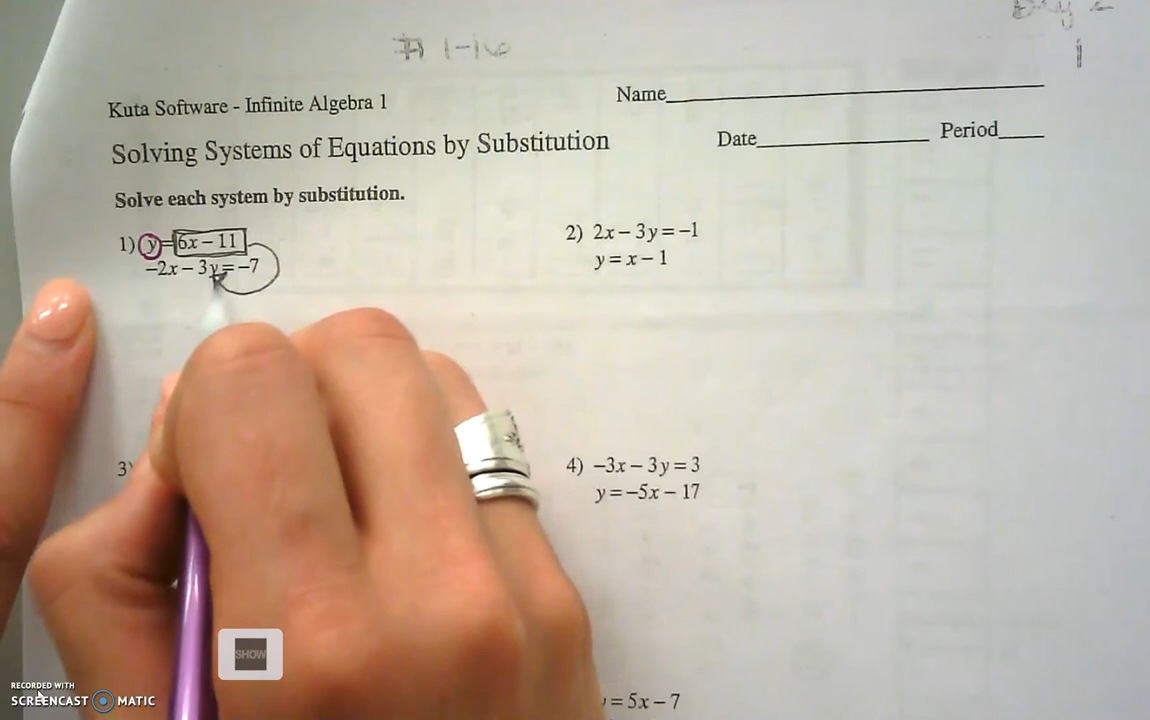 # 1-16
Kuta Software - Infinite Algebra 1
Name
Solving Systems of Equations by Substitution
Date Period
Solve each system by substitution.
1) y=6x – 11
–2x – 3y=–7
2) 2x – 3y=–1
y=x – 1
3)
4) –3x – 3y=3
y=–5x – 17
=5x – 7
SHOW
RECORDED WITH
SCREENCAST MATIC